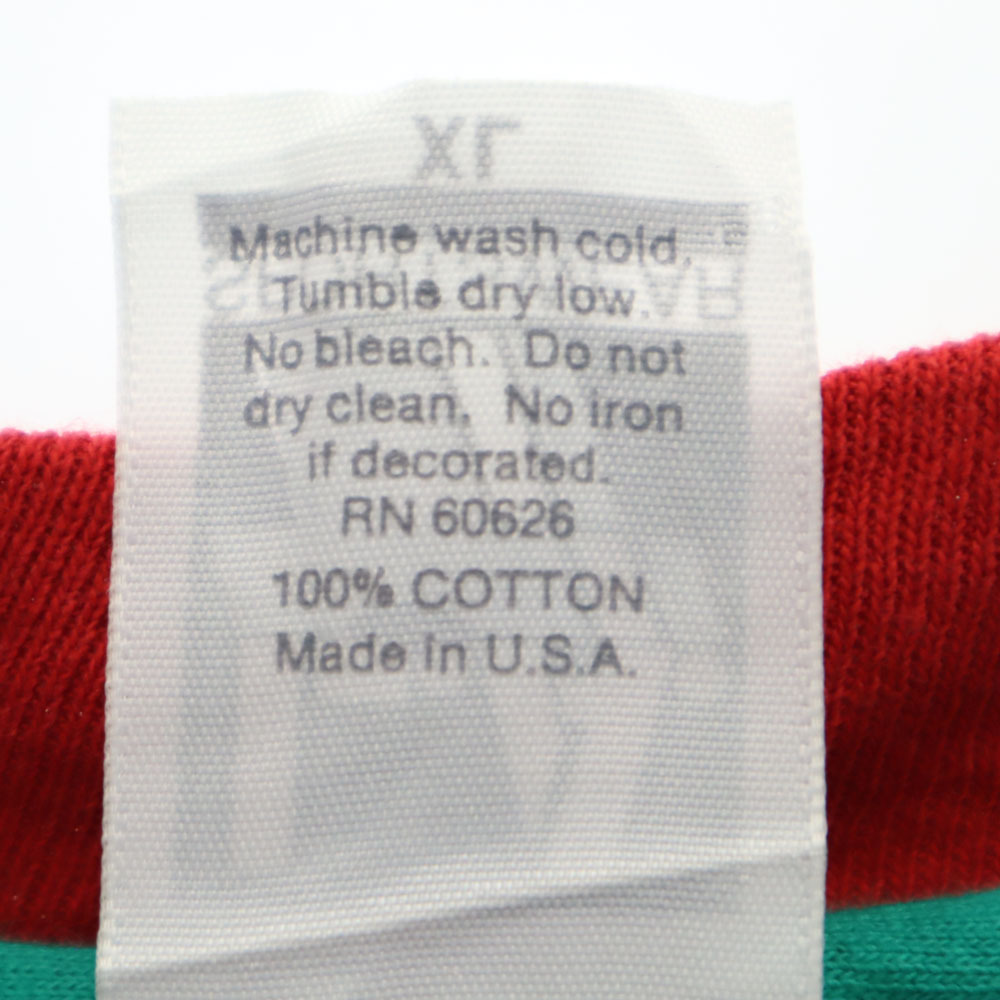 XL
Machine wash cold.
Tumble dry low.
No bleach. Do not
dry clean. No iron
if decorated.
RN 60626
100% COTTON
Made in U.S.A.